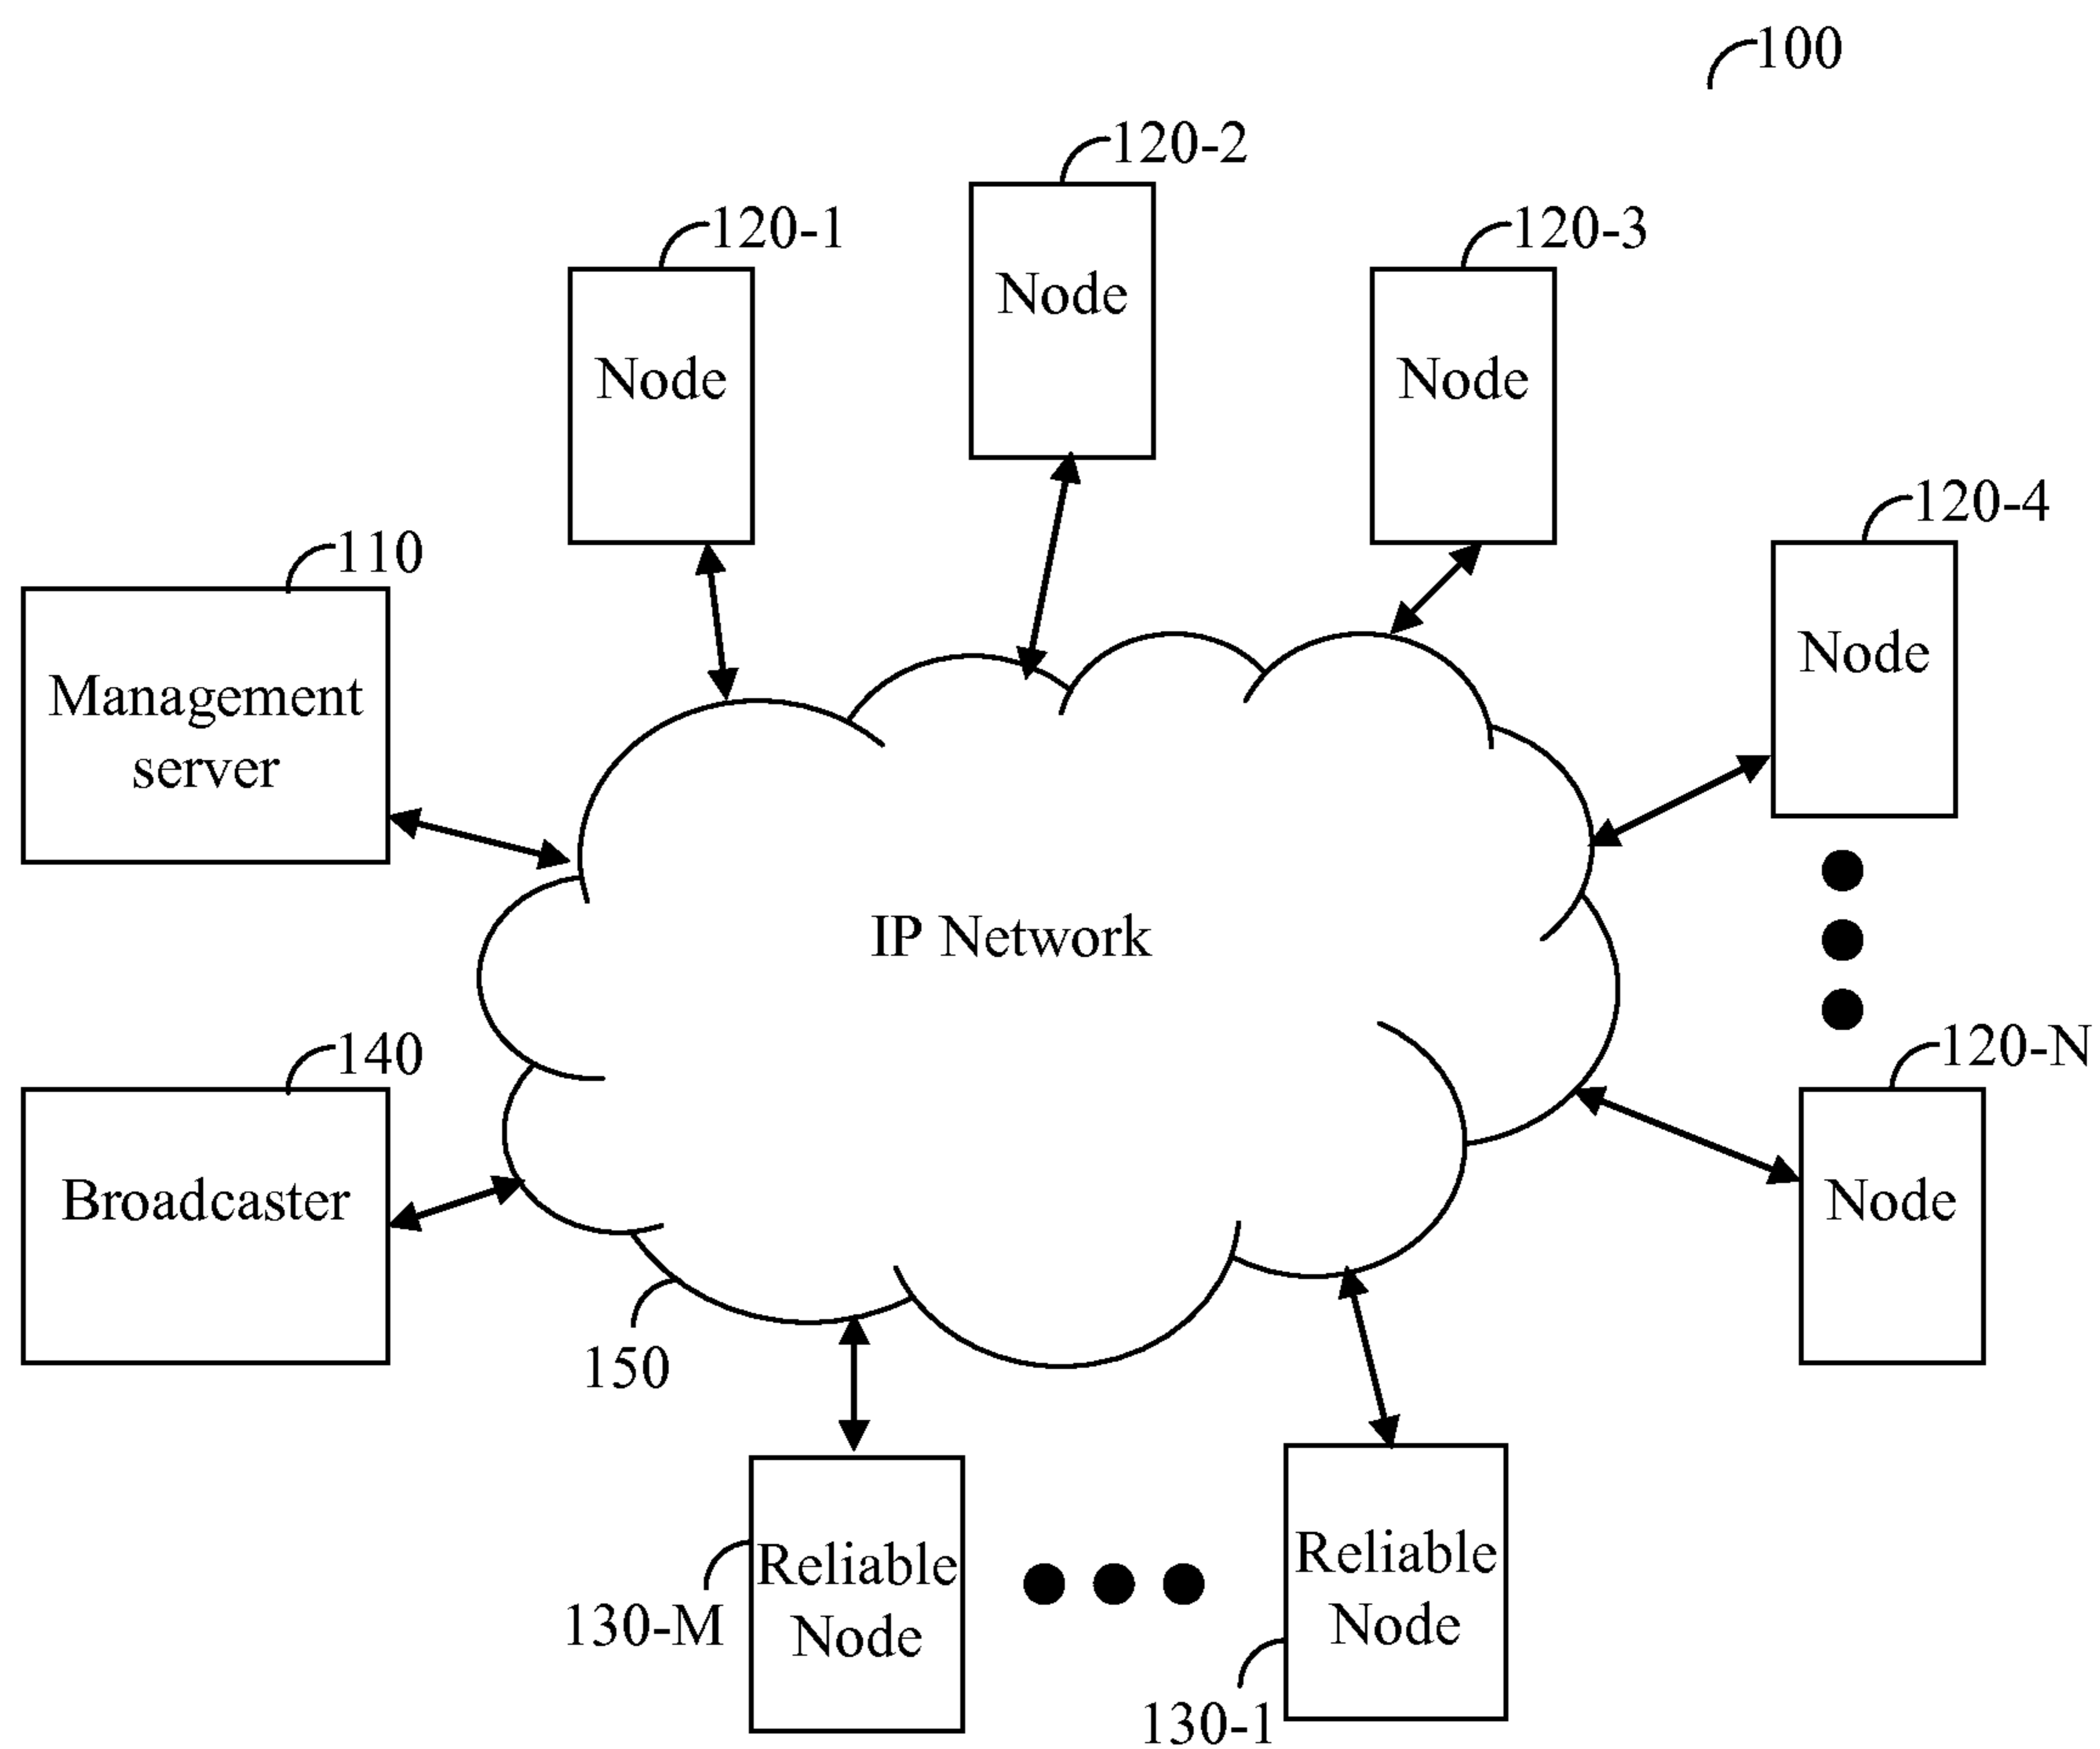 100
120-2
120-1
120-3
Node
Node
Node
120-4
110
Node
Management
server
IP Network
140
120-N
Broadcaster
Node
150
Reliable
Node
Reliable
Node
130-M
130-1